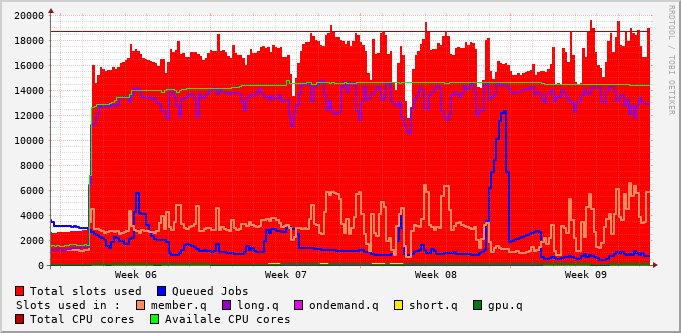 RRDTOOL / TOBI OETIKER
20000
18000
16000
14000
12000
10000
8000
6000
4000
2000
0
Week 06 Week 07 Week 08 Week 09
Total slots used Queued Jobs
Slots used in : member.q long.q ondemand.q short.q gpu.q
Total CPU cores Availale CPU cores